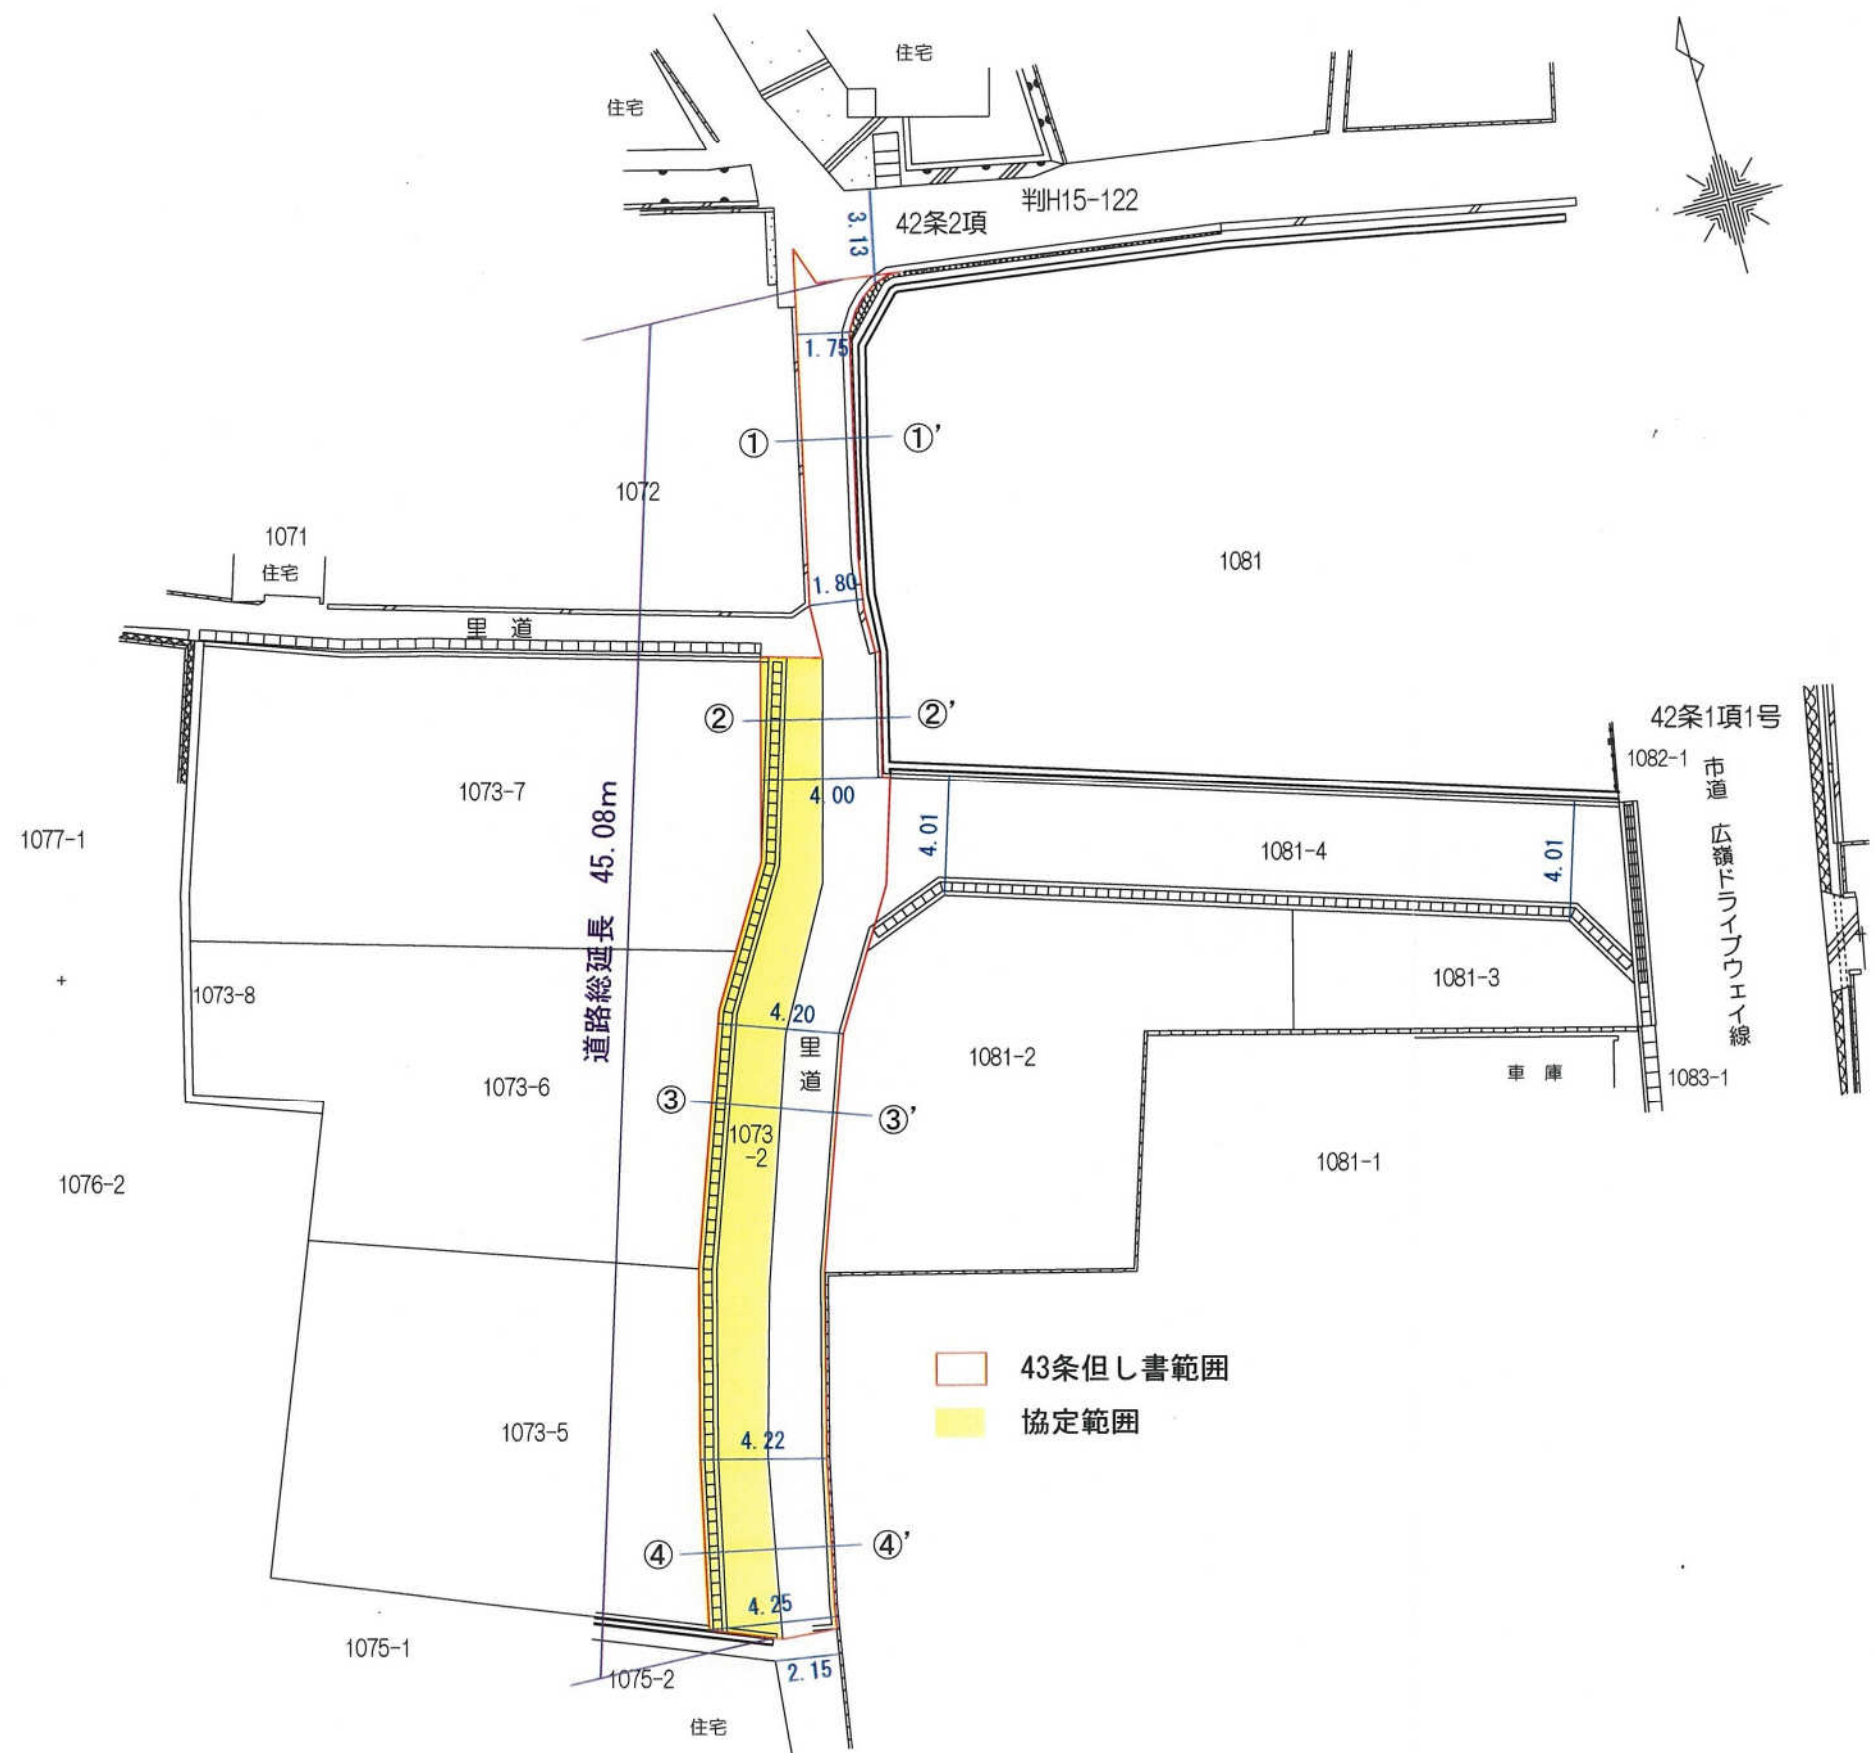 住宅
住宅
判H15-122
42条2項
3.13
1.75
① ①’
1072
1071
住宅
1081
1.80
里 道
② ②’
42条1項1号
1082-1
市道 広嶺ドライブウェイ線
1073-7
4.00
4.01
1081-4
4.01
1077-1
道路総延長 45.08m
1073-8
1081-3
4.20
里
道
1081-2
車 庫
1083-1
1073-6
③ ③’
1073
-2
1081-1
1076-2
43条但し書範囲
協定範囲
1073-5
4.22
④ ④’
4.25
1075-1
1075-2
2.15
住宅